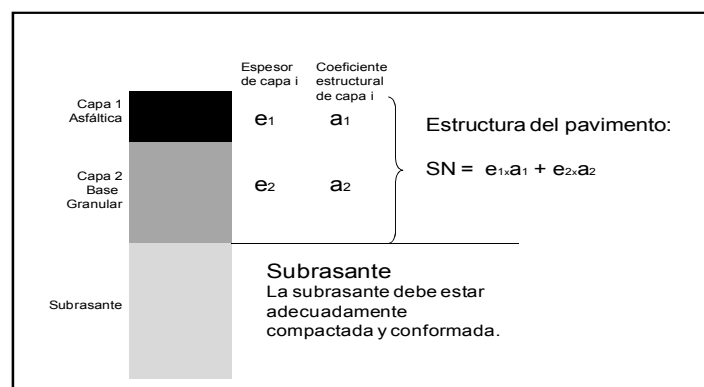 Espesor
de capa i
Coeficiente
estructural
de capa i
Capa 1
Asfáltica
e1
a1
Estructura del pavimento:
SN = e1xa1 + e2xa2
Capa 2
Base
Granular
e2
a2
Subrasante
Subrasante
La subrasante debe estar
adecuadamente
compactada y conformada.